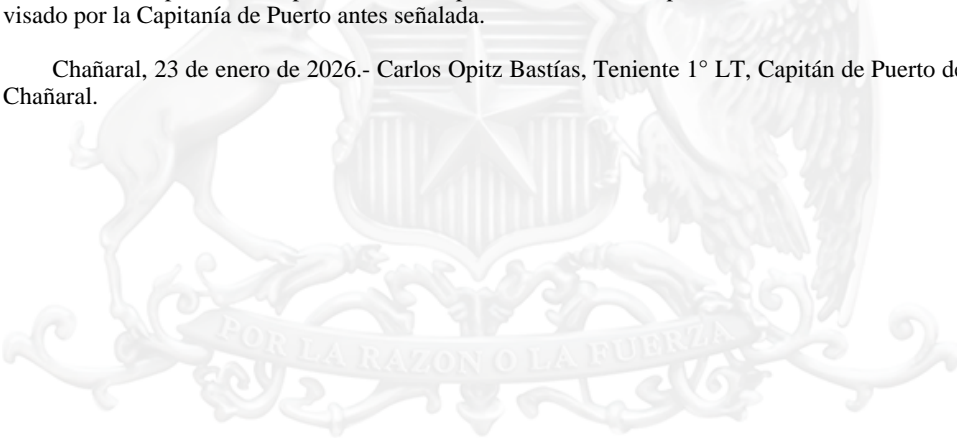 visado por la Capitanía de Puerto antes señalada.
Chañaral, 23 de enero de 2026.- Carlos Opitz Bastías, Teniente 1° LT, Capitán de Puerto de
Chañaral.
POR LA RAZON O LA FUERZA